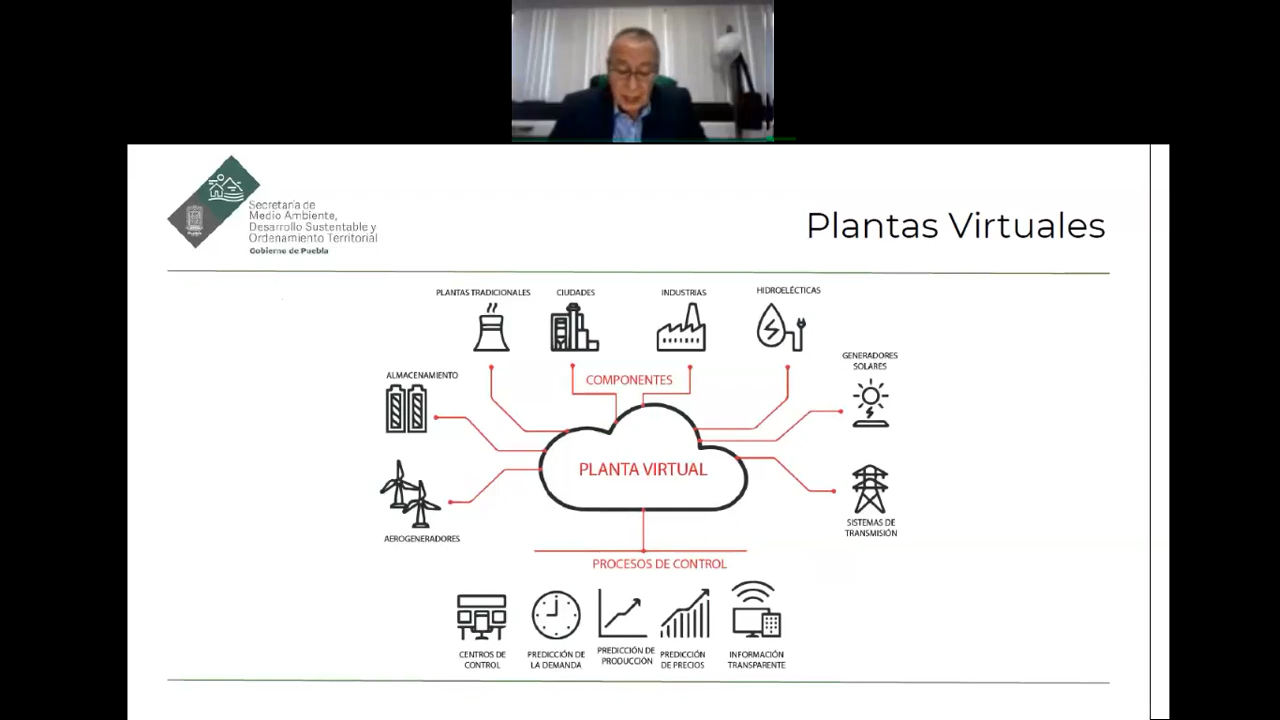 Secretaría de
Medio Ambiente,
Desarrollo Sustentable y
Ordenamiento Territorial
Gobierno de Puebla
Plantas Virtuales
PLANTAS TRADICIONALES
CIUDADES
INDUSTRIAS
HIDROELÉCTICAS
GENERADORES
SOLARES
ALMACENAMIENTO
COMPONENTES
PLANTA VIRTUAL
AEROGENERADORES
SISTEMAS DE
TRANSMISIÓN
PROCESOS DE CONTROL
CENTROS DE
CONTROL
PREDICCIÓN DE
LA DEMANDA
PREDICCIÓN DE
PRODUCCIÓN
PREDICCIÓN
DE PRECIOS
INFORMACIÓN
TRANSPARENTE